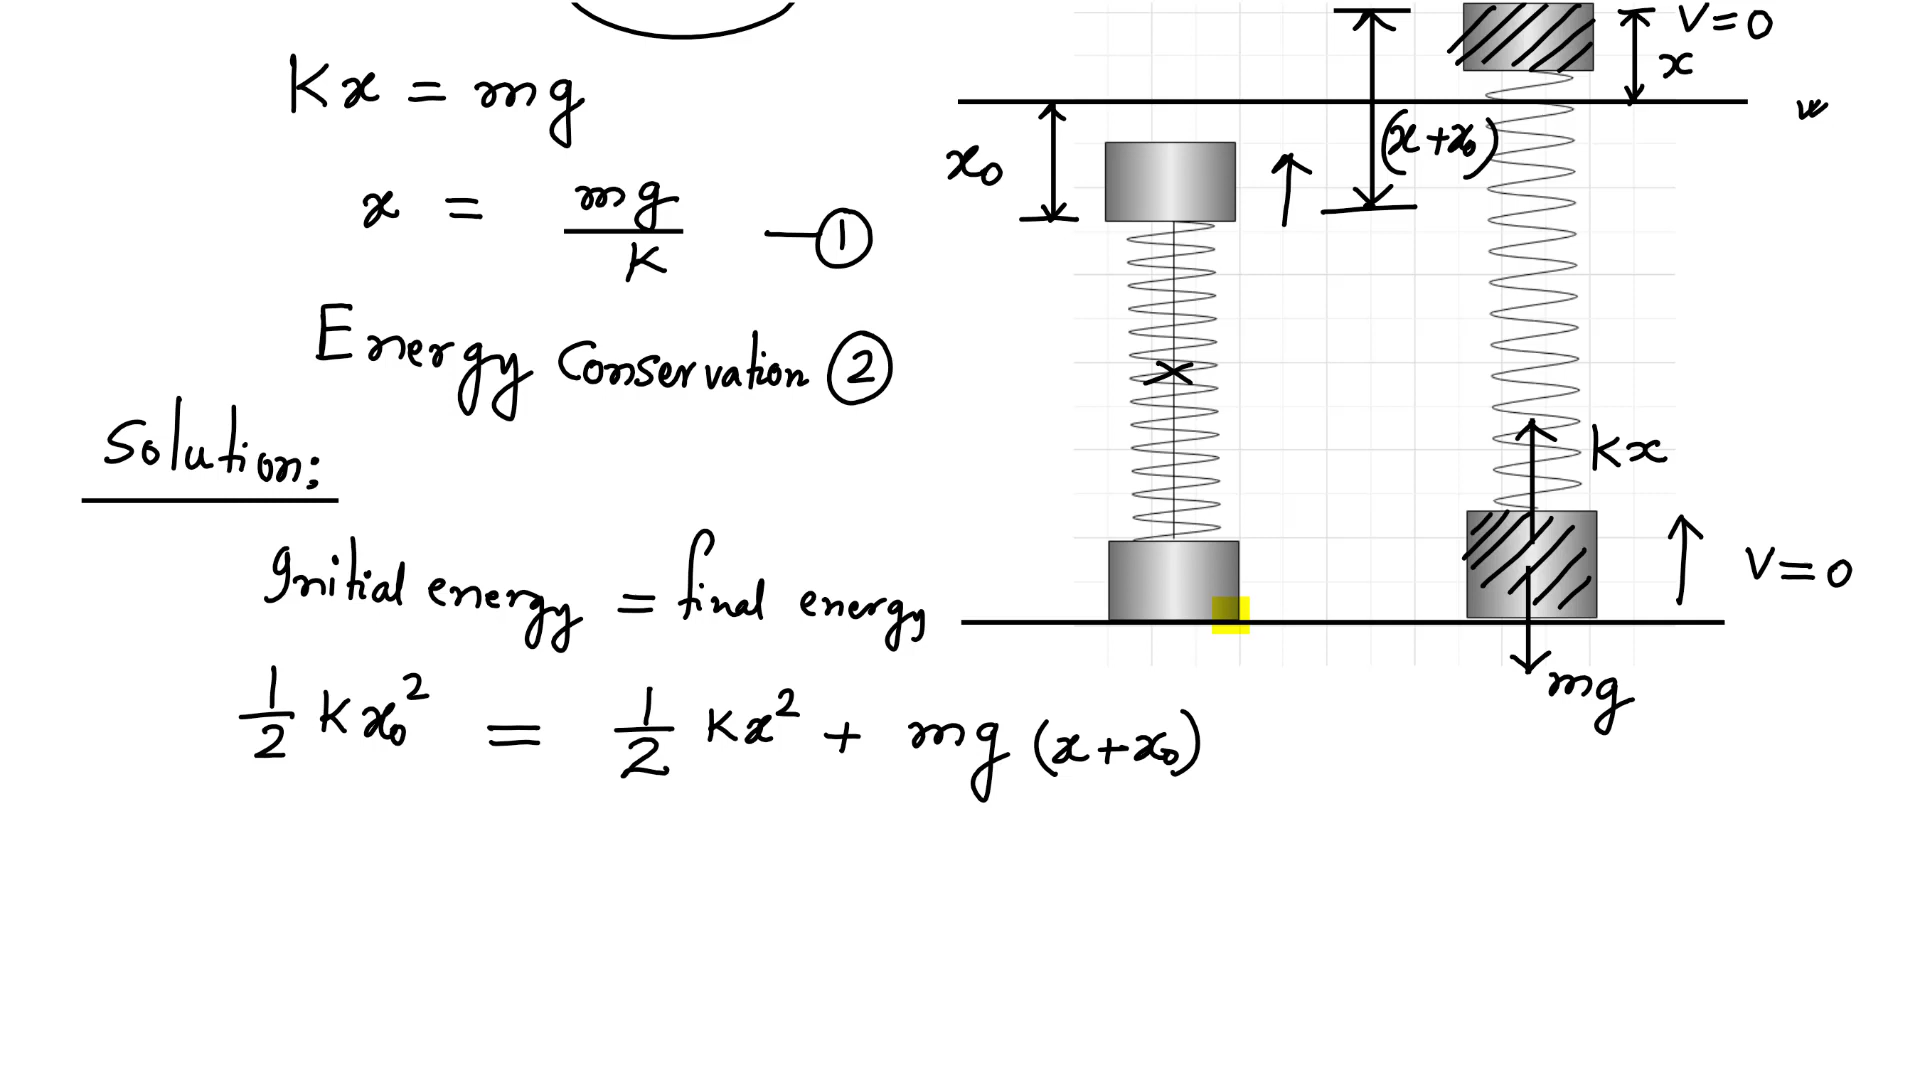 Kx = mg
x = mg/K —①
Energy Conservation ②
Solution:
Initial energy = final energy
1/2 Kx₀² = 1/2 Kx² + mg (x+x₀)
x₀
(x+x₀)
V=0
x
Kx
V=0
mg